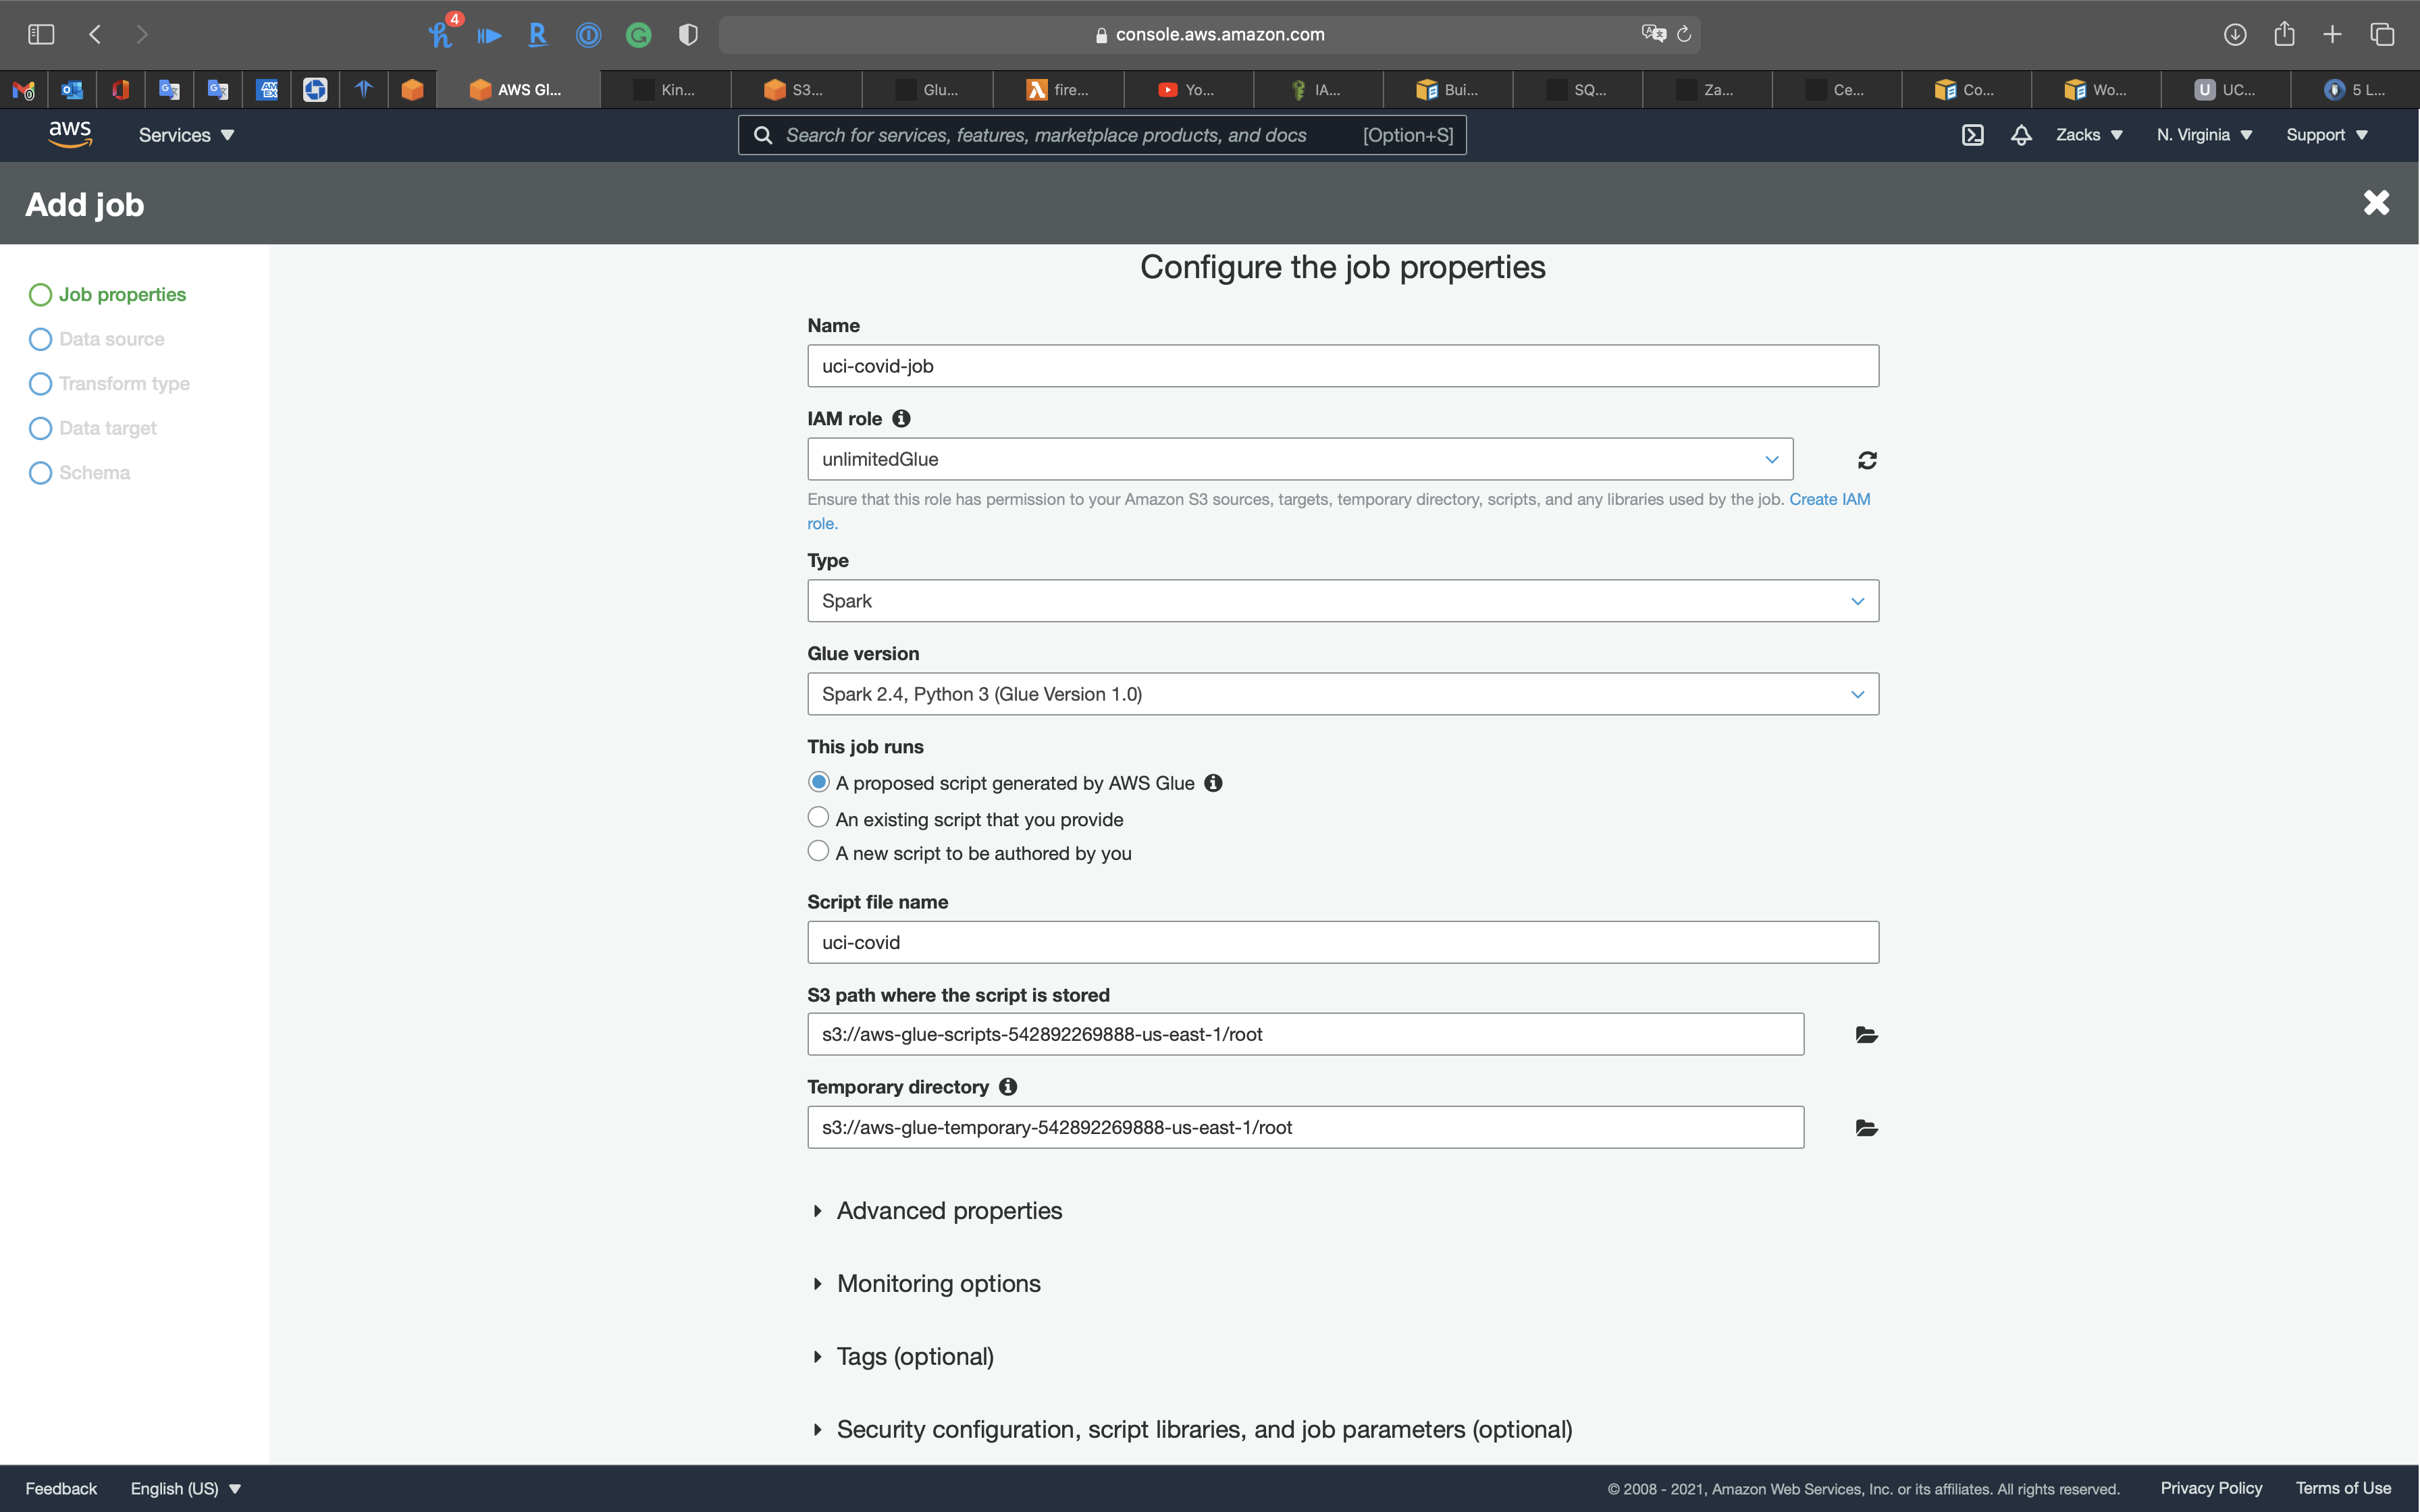 4
console.aws.amazon.com
AWS Gl...
Kin...
S3...
Glu...
fire...
Yo...
IA...
Bui...
SQ...
Za...
Ce...
Co...
Wo...
U UC...
5 L...
aws
Services
Search for services, features, marketplace products, and docs [Option+S]
Zacks
N. Virginia
Support
Add job
Job properties
Data source
Transform type
Data target
Schema
Configure the job properties
Name
uci-covid-job
IAM role
unlimitedGlue
Ensure that this role has permission to your Amazon S3 sources, targets, temporary directory, scripts, and any libraries used by the job. Create IAM
role.
Type
Spark
Glue version
Spark 2.4, Python 3 (Glue Version 1.0)
This job runs
A proposed script generated by AWS Glue
An existing script that you provide
A new script to be authored by you
Script file name
uci-covid
S3 path where the script is stored
s3://aws-glue-scripts-542892269888-us-east-1/root
Temporary directory
s3://aws-glue-temporary-542892269888-us-east-1/root
Advanced properties
Monitoring options
Tags (optional)
Security configuration, script libraries, and job parameters (optional)
Feedback
English (US)
© 2008 - 2021, Amazon Web Services, Inc. or its affiliates. All rights reserved.
Privacy Policy
Terms of Use